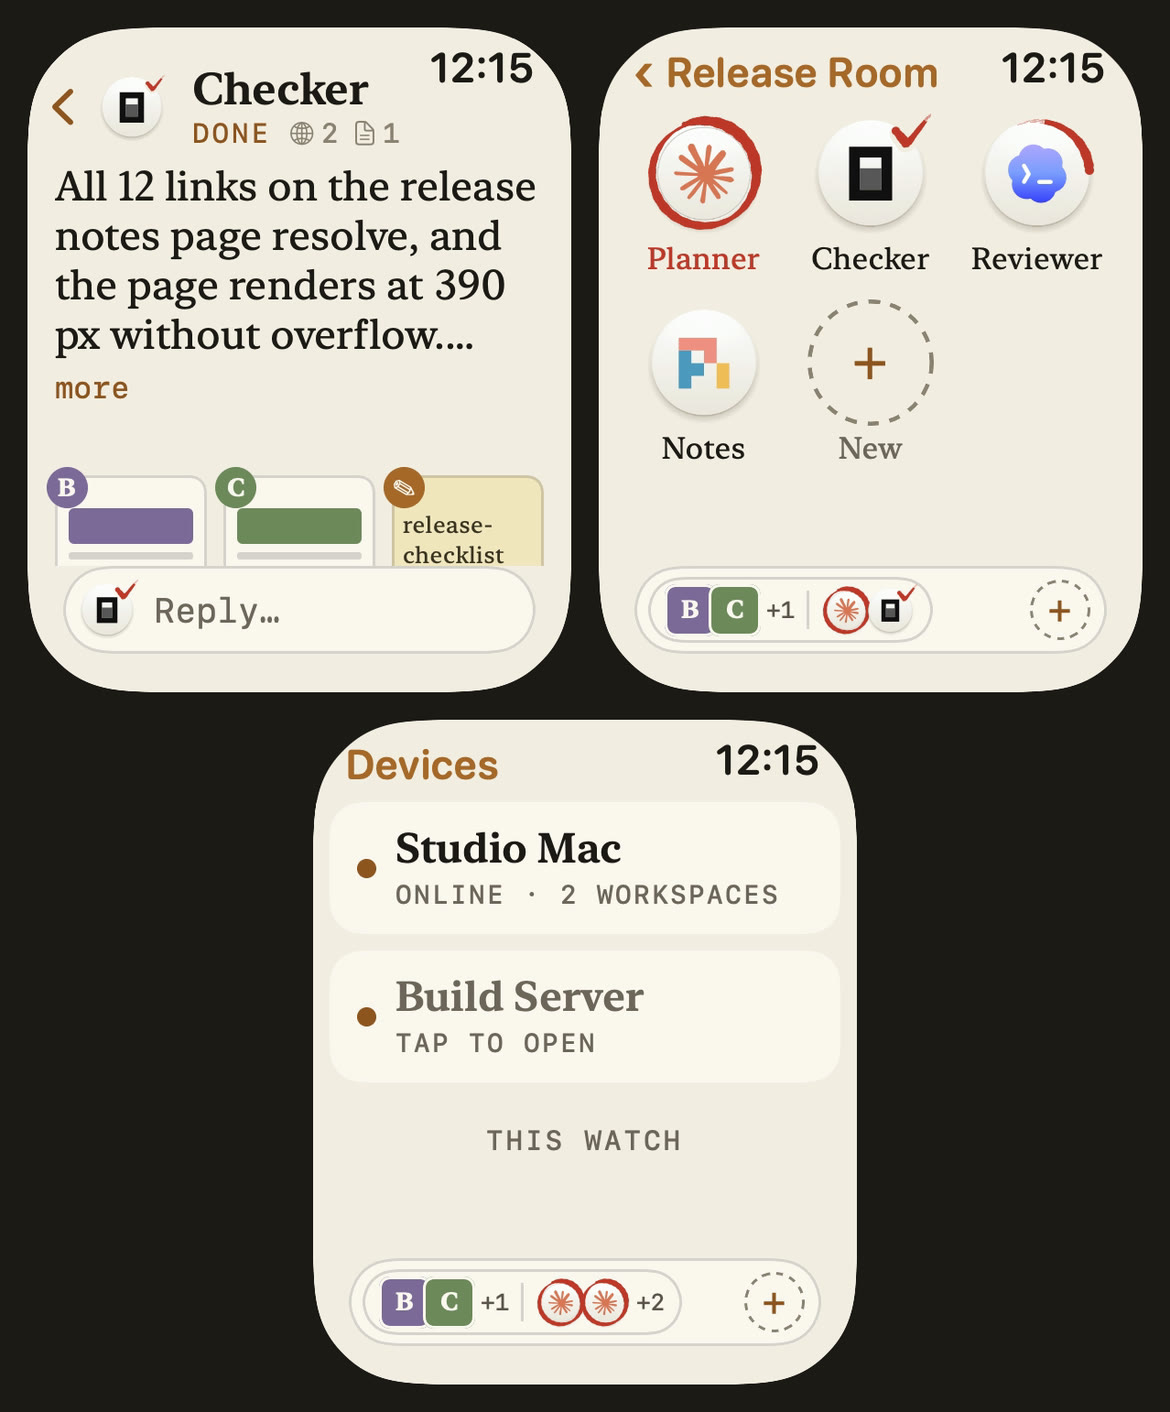 12:15
Checker
DONE 2 1
All 12 links on the release
notes page resolve, and
the page renders at 390
px without overflow....
more
B
C
release-
checklist
Reply…
12:15
‹ Release Room
Planner
Checker
Reviewer
Notes
+
New
B C +1
+
Devices
12:15
Studio Mac
ONLINE · 2 WORKSPACES
Build Server
TAP TO OPEN
THIS WATCH
B C +1
+2
+